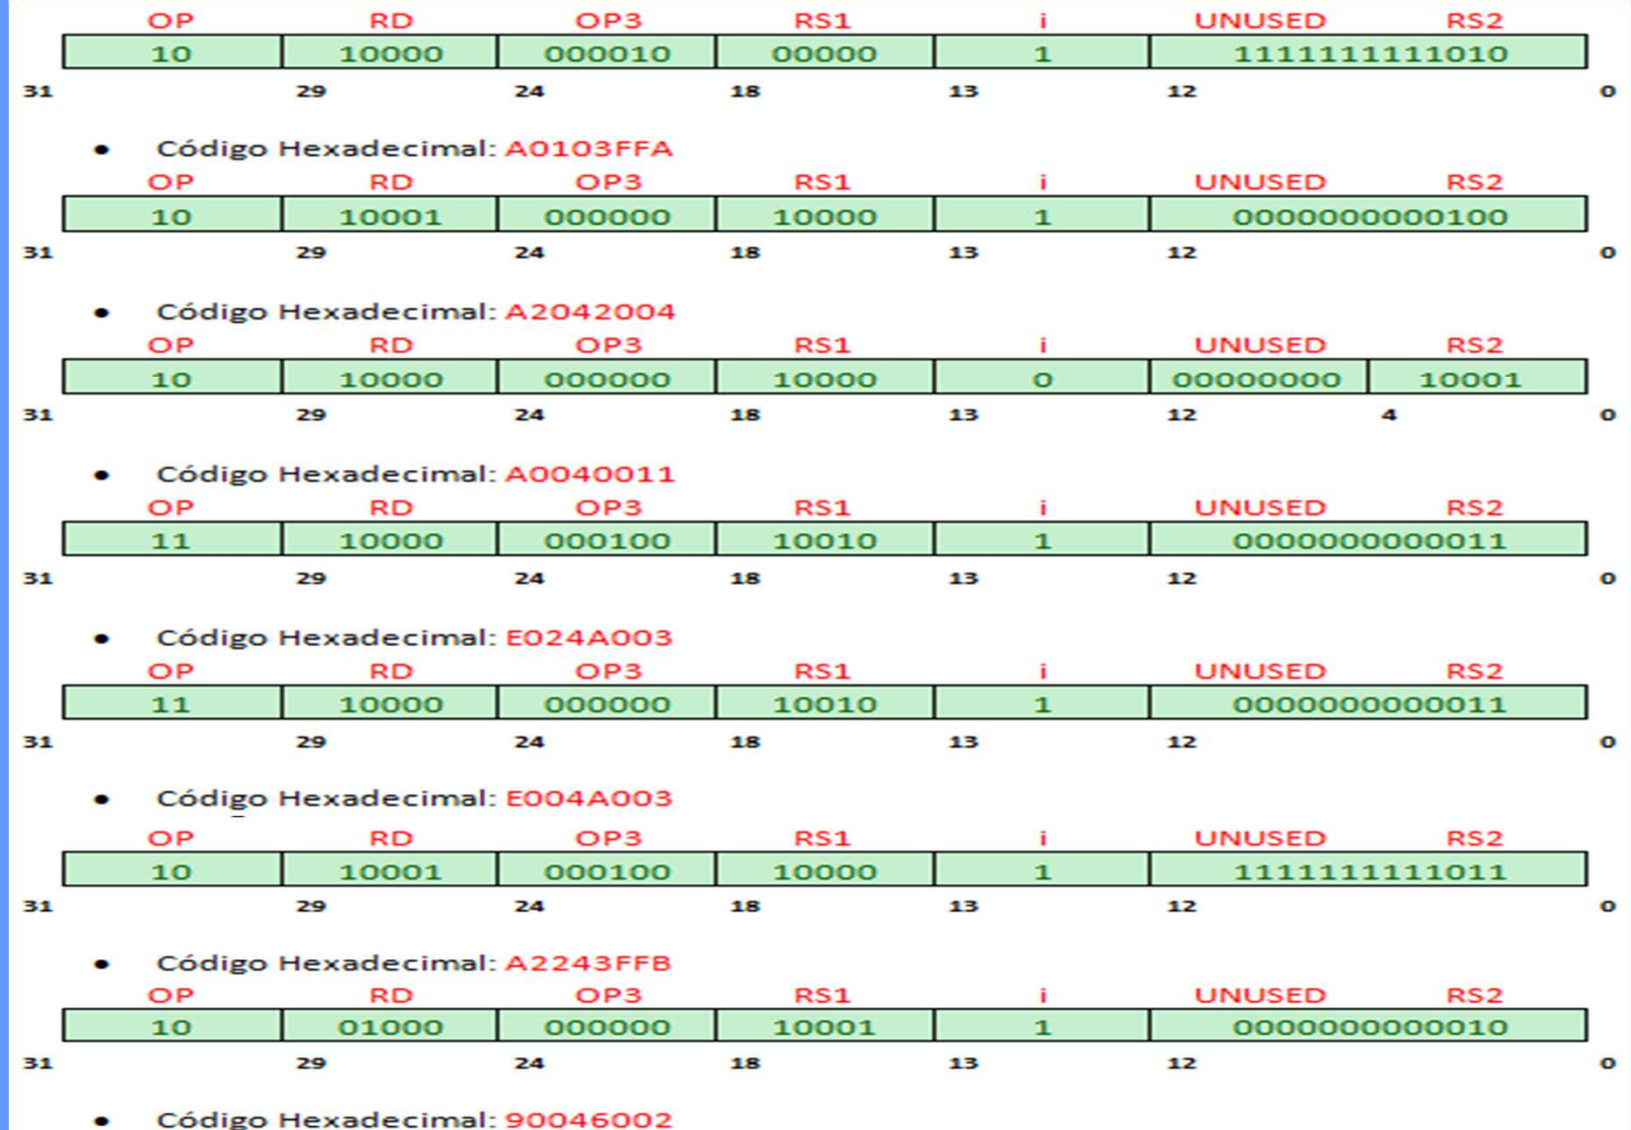 OP RD OP3 RS1 i UNUSED RS2
10 10000 000010 00000 1 1111111111010
31 29 24 18 13 12 0
• Código Hexadecimal: A0103FFA
OP RD OP3 RS1 i UNUSED RS2
10 10001 000000 10000 1 0000000000100
31 29 24 18 13 12 0
• Código Hexadecimal: A2042004
OP RD OP3 RS1 i UNUSED RS2
10 10000 000000 10000 0 00000000 10001
31 29 24 18 13 12 4 0
• Código Hexadecimal: A0040011
OP RD OP3 RS1 i UNUSED RS2
11 10000 000100 10010 1 0000000000011
31 29 24 18 13 12 0
• Código Hexadecimal: E024A003
OP RD OP3 RS1 i UNUSED RS2
11 10000 000000 10010 1 0000000000011
31 29 24 18 13 12 0
• Código Hexadecimal: E004A003
OP RD OP3 RS1 i UNUSED RS2
10 10001 000100 10000 1 1111111111011
31 29 24 18 13 12 0
• Código Hexadecimal: A2243FFB
OP RD OP3 RS1 i UNUSED RS2
10 01000 000000 10001 1 0000000000010
31 29 24 18 13 12 0
• Código Hexadecimal: 90046002